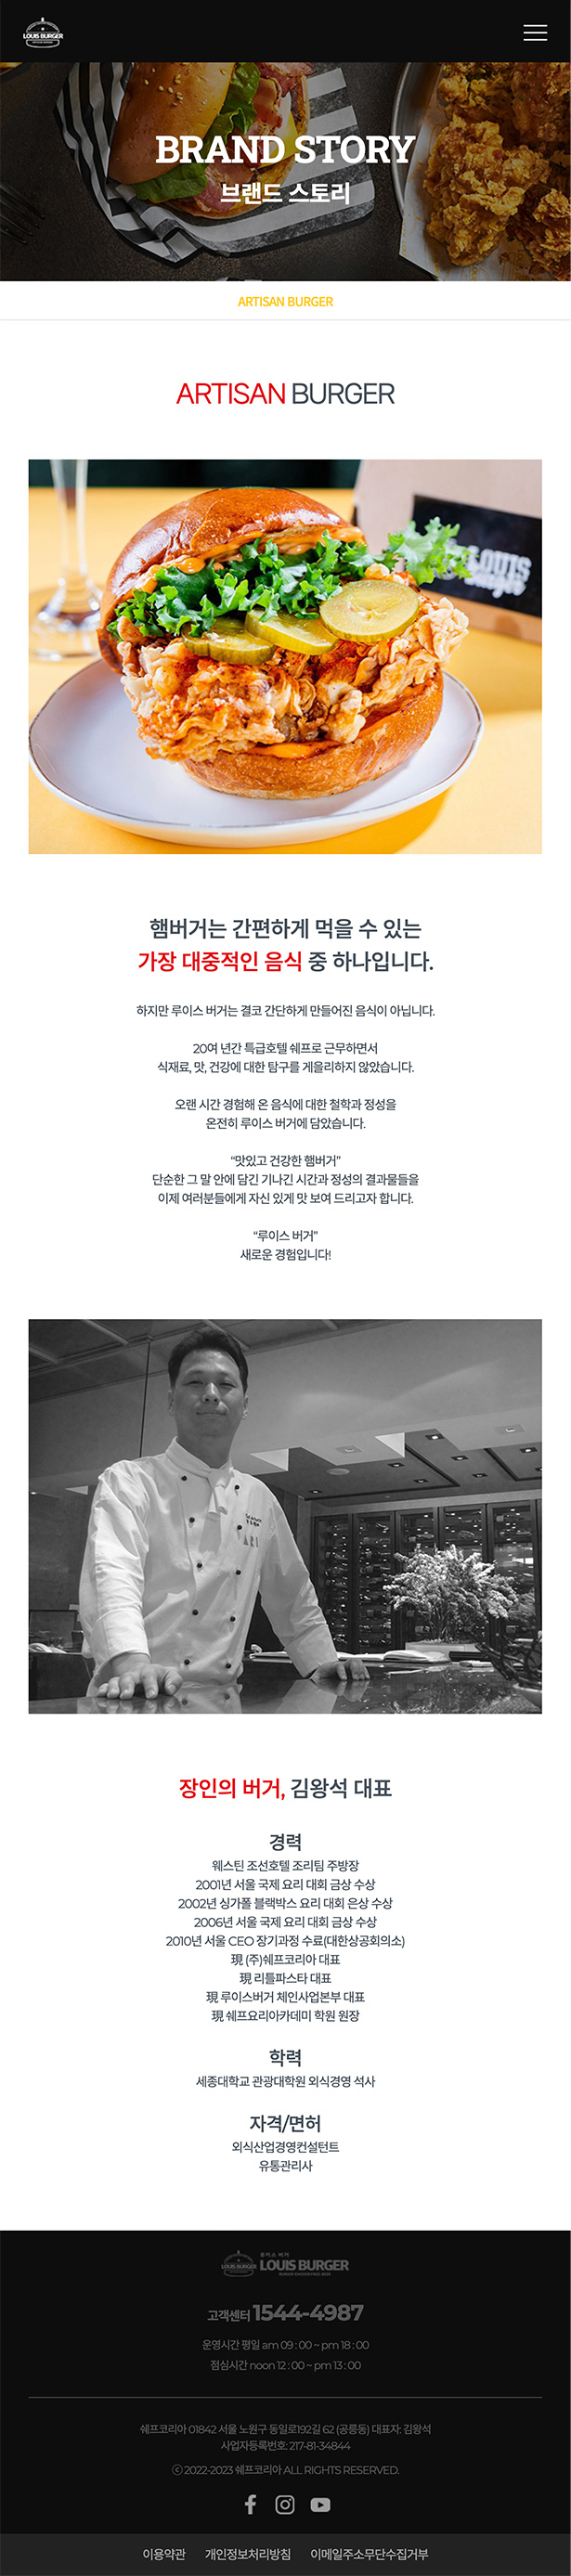 LOUIS BURGER
BRAND STORY
브랜드 스토리
ARTISAN BURGER
ARTISAN BURGER
LOUIS
햄버거는 간편하게 먹을 수 있는
가장 대중적인 음식 중 하나입니다.
하지만 루이스 버거는 결코 간단하게 만들어진 음식이 아닙니다.
20여 년간 특급호텔 쉐프로 근무하면서
식재료, 맛, 건강에 대한 탐구를 게을리하지 않았습니다.
오랜 시간 경험해 온 음식에 대한 철학과 정성을
온전히 루이스 버거에 담았습니다.
“맛있고 건강한 햄버거”
단순한 그 말 안에 담긴 기나긴 시간과 정성의 결과물들을
이제 여러분들에게 자신 있게 맛 보여 드리고자 합니다.
“루이스 버거”
새로운 경험입니다!
장인의 버거, 김왕석 대표
경력
웨스틴 조선호텔 조리팀 주방장
2001년 서울 국제 요리 대회 금상 수상
2002년 싱가폴 블랙박스 요리 대회 은상 수상
2006년 서울 국제 요리 대회 금상 수상
2010년 서울 CEO 장기과정 수료(대한상공회의소)
現 (주)쉐프코리아 대표
現 리틀파스타 대표
現 루이스버거 체인사업본부 대표
現 쉐프요리아카데미 학원 원장
학력
세종대학교 관광대학원 외식경영 석사
자격/면허
외식산업경영컨설턴트
유통관리사
루이스 버거
LOUIS BURGER LOUIS BURGER
고객센터 1544-4987
운영시간 평일 am 09 : 00 ~ pm 18 : 00
점심시간 noon 12 : 00 ~ pm 13 : 00
쉐프코리아 01842 서울 노원구 동일로192길 62 (공릉동) 대표자: 김왕석
사업자등록번호: 217-81-34844
ⓒ 2022-2023 쉐프코리아 ALL RIGHTS RESERVED.
이용약관 개인정보처리방침 이메일주소무단수집거부